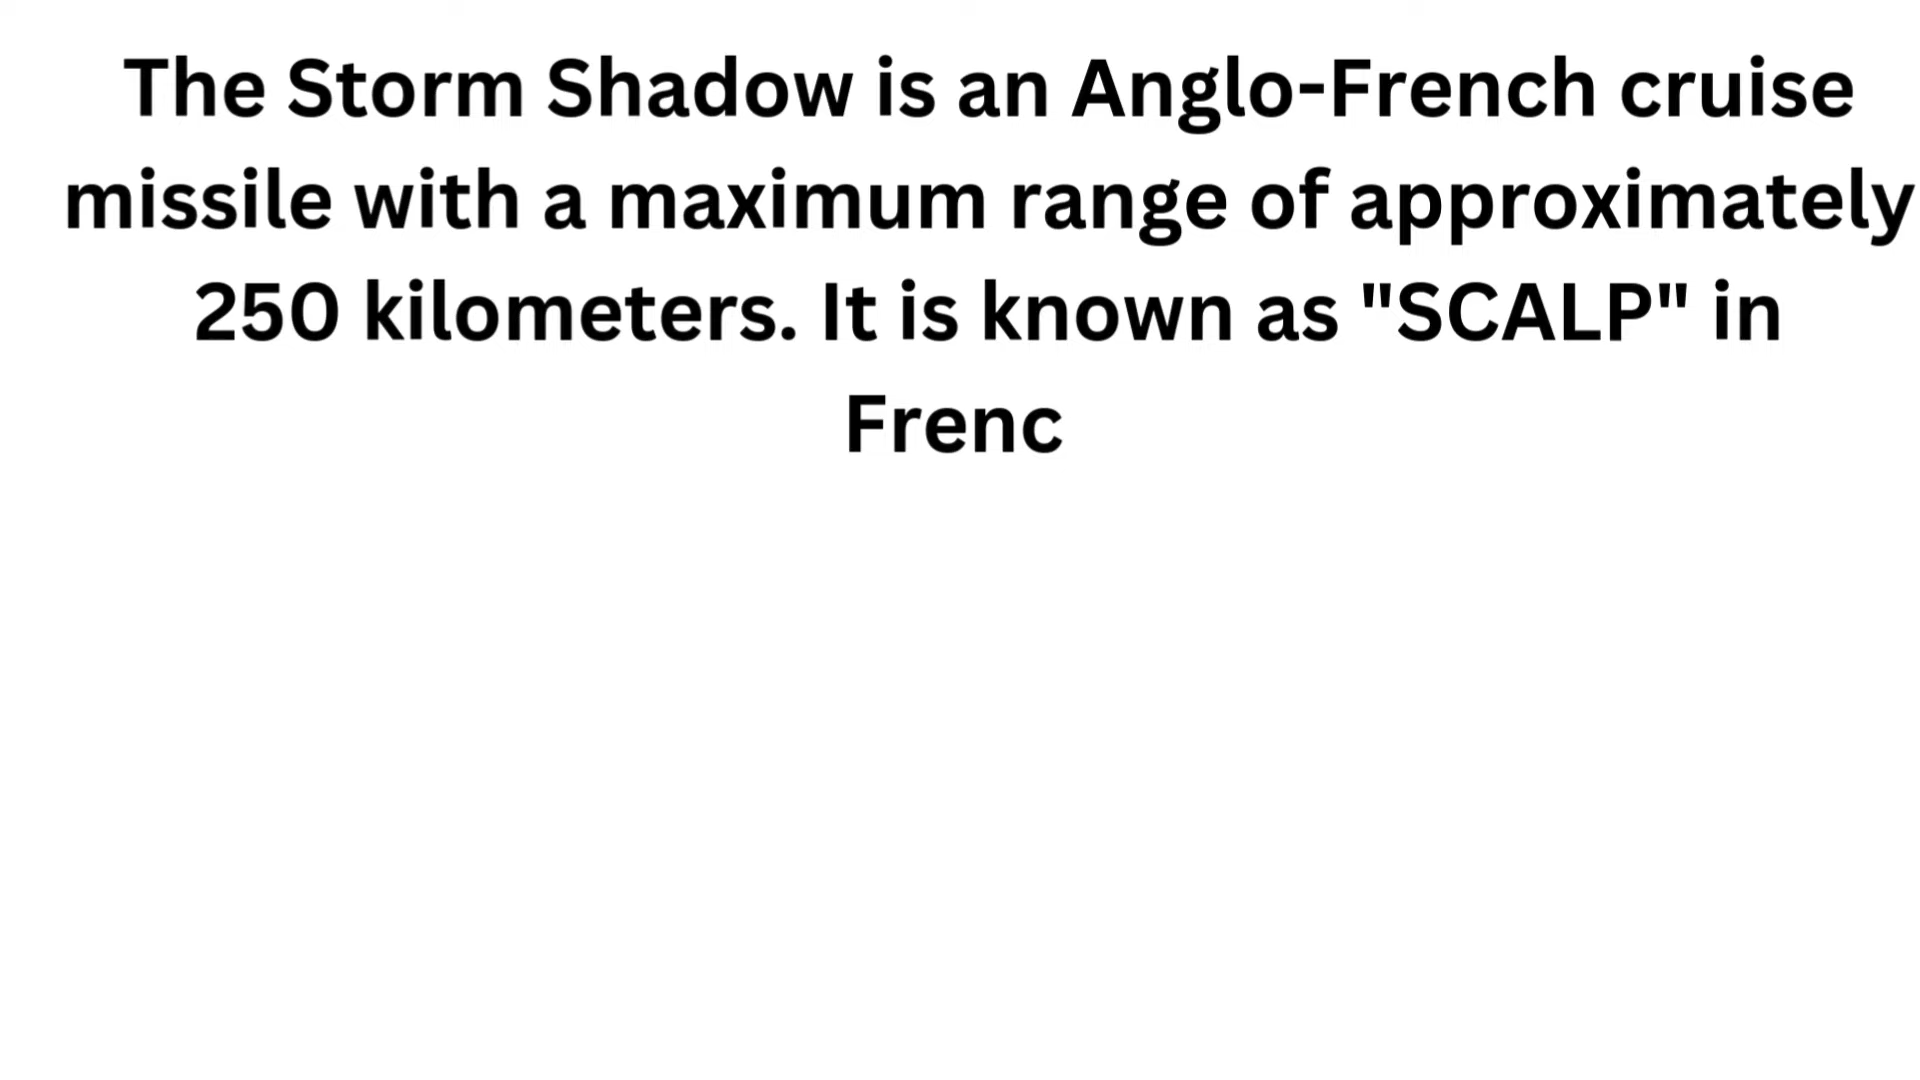 The Storm Shadow is an Anglo-French cruise
missile with a maximum range of approximately
250 kilometers. It is known as "SCALP" in
Frenc